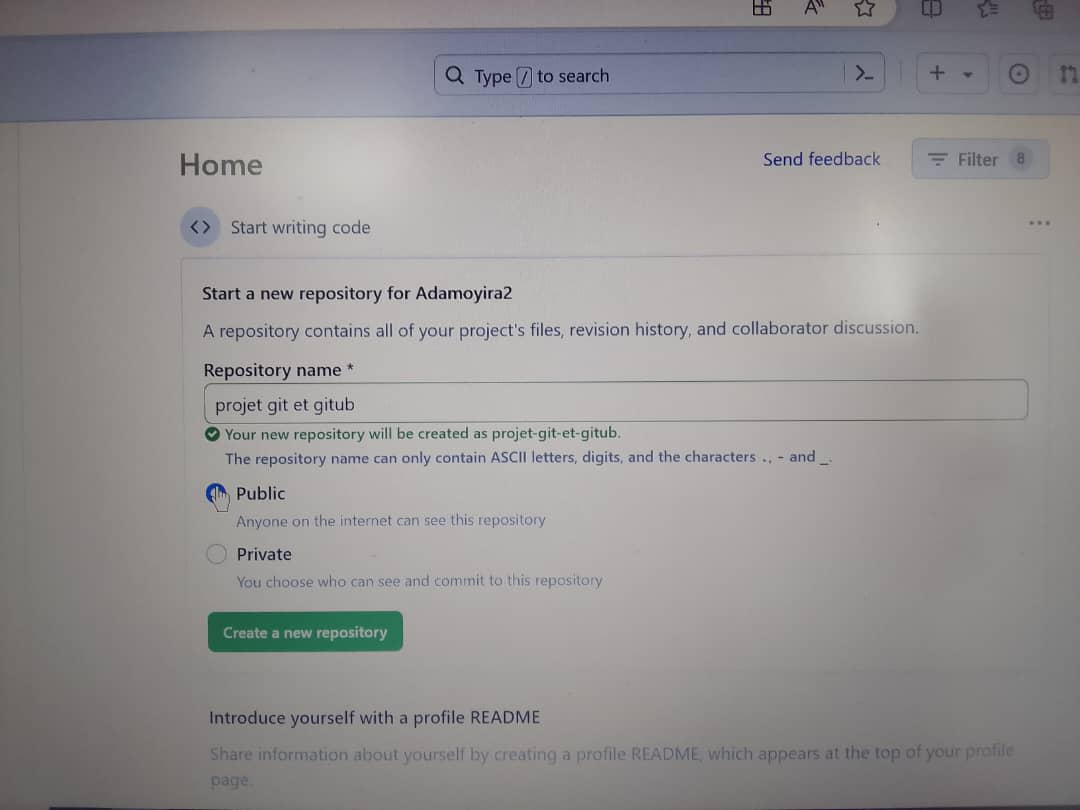 Type / to search
Home
Send feedback
Filter 8
Start writing code
Start a new repository for Adamoyira2
A repository contains all of your project's files, revision history, and collaborator discussion.
Repository name *
projet git et gitub
Your new repository will be created as projet-git-et-gitub.
The repository name can only contain ASCII letters, digits, and the characters ., - and _.
Public
Anyone on the internet can see this repository
Private
You choose who can see and commit to this repository
Create a new repository
Introduce yourself with a profile README
Share information about yourself by creating a profile README, which appears at the top of your profile
page.